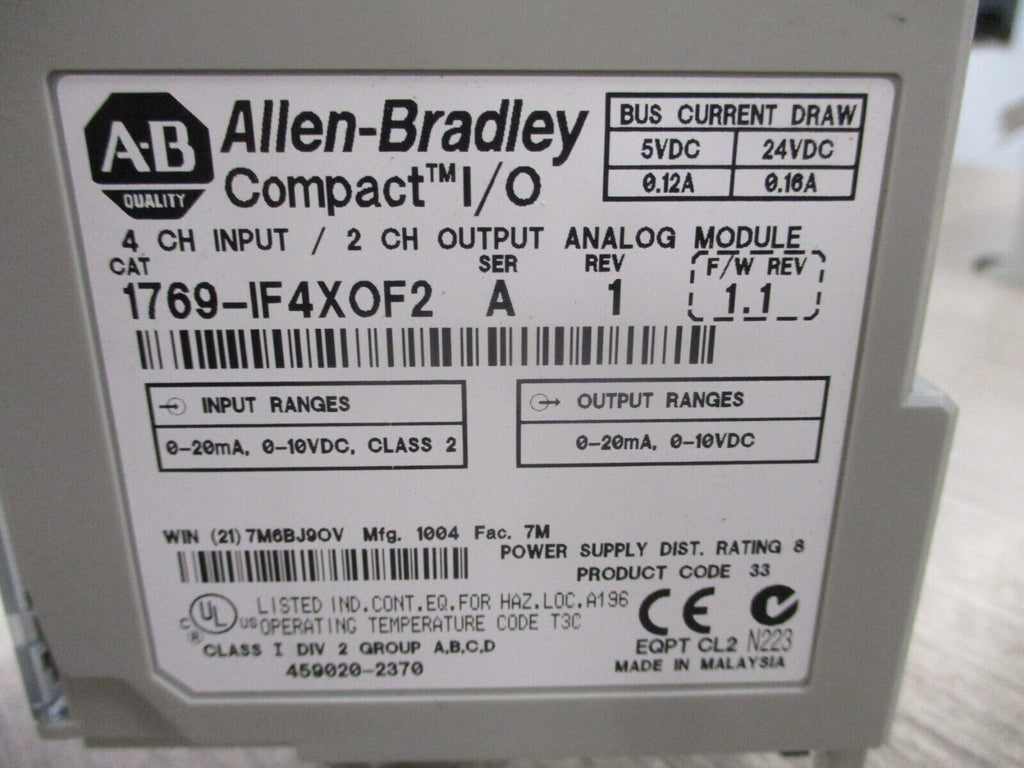 A-B
QUALITY
Allen-Bradley
Compact™ I/O
BUS CURRENT DRAW
5VDC 24VDC
0.12A 0.16A
4 CH INPUT / 2 CH OUTPUT ANALOG MODULE
CAT SER REV F/W REV
1769-IF4XOF2 A 1 1.1
INPUT RANGES
0-20mA, 0-10VDC, CLASS 2
OUTPUT RANGES
0-20mA, 0-10VDC
WIN (21) 7M6BJ9OV Mfg. 1004 Fac. 7M
POWER SUPPLY DIST. RATING 8
PRODUCT CODE 33
C UL US ®
LISTED IND.CONT.EQ.FOR HAZ.LOC.A196
OPERATING TEMPERATURE CODE T3C
CLASS I DIV 2 GROUP A,B,C,D
459020-2370
CE
EQPT CL2 N223
MADE IN MALAYSIA